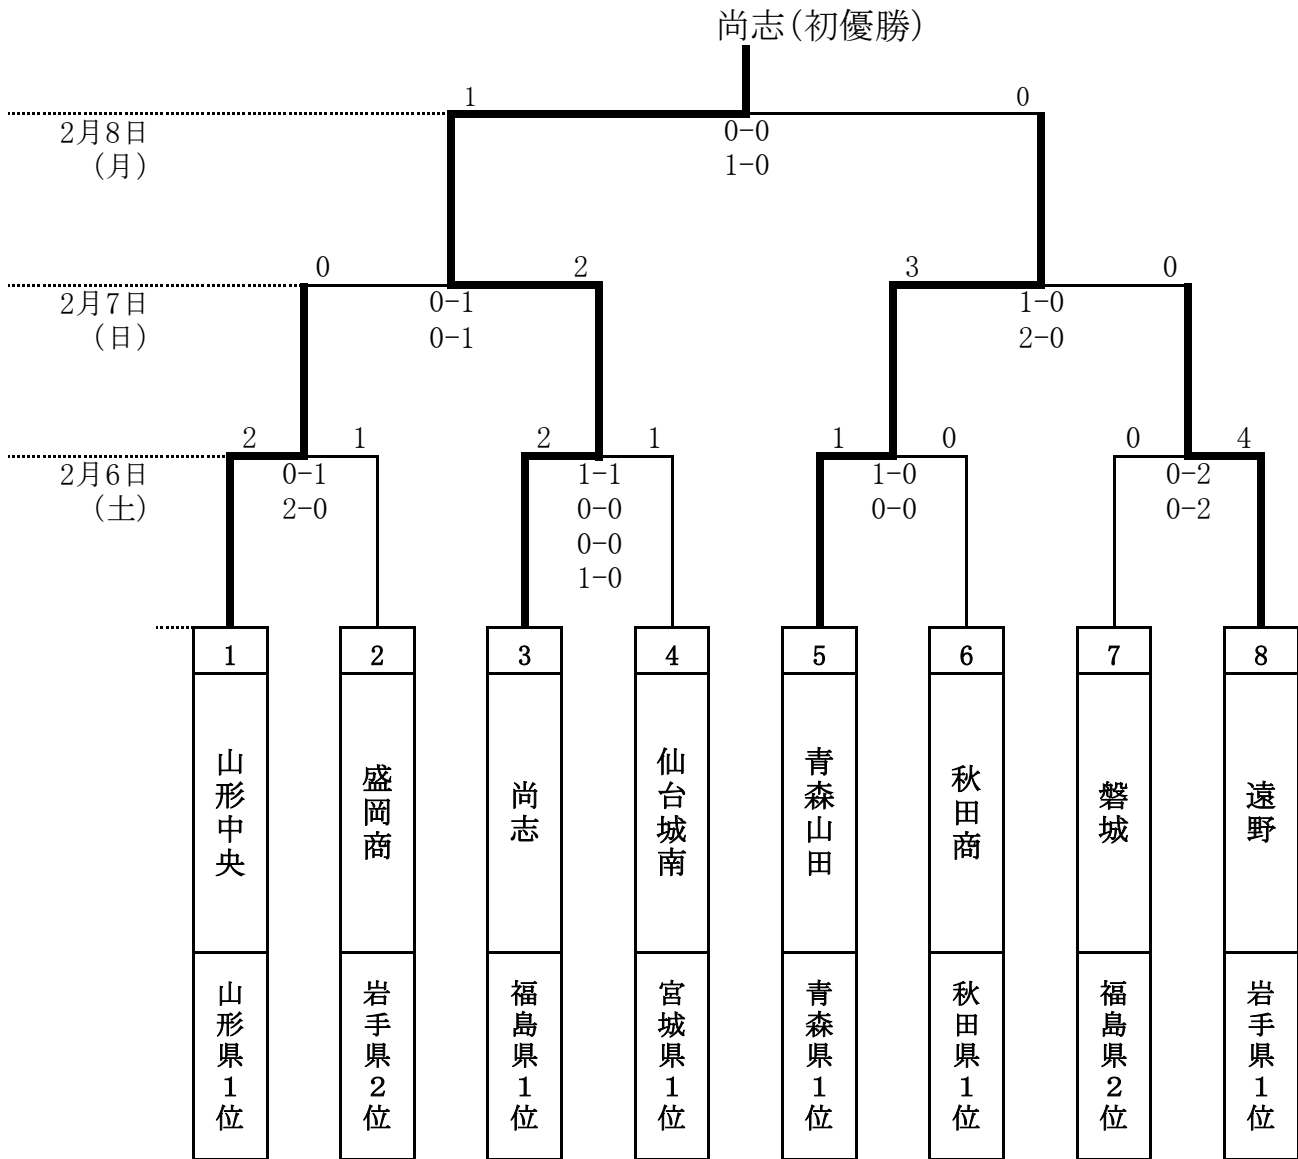 尚志(初優勝)
1 0
2月8日
(月)
0-0
1-0
0 2 3 0
2月7日
(日)
0-1
0-1
1-0
2-0
2 1 2 1 1 0 0 4
2月6日
(土)
0-1
2-0
1-1
0-0
0-0
1-0
1-0
0-0
0-2
0-2
1 2 3 4 5 6 7 8
山形中央
盛岡商
尚志
仙台城南
青森山田
秋田商
磐城
遠野
山形県1位
岩手県2位
福島県1位
宮城県1位
青森県1位
秋田県1位
福島県2位
岩手県1位